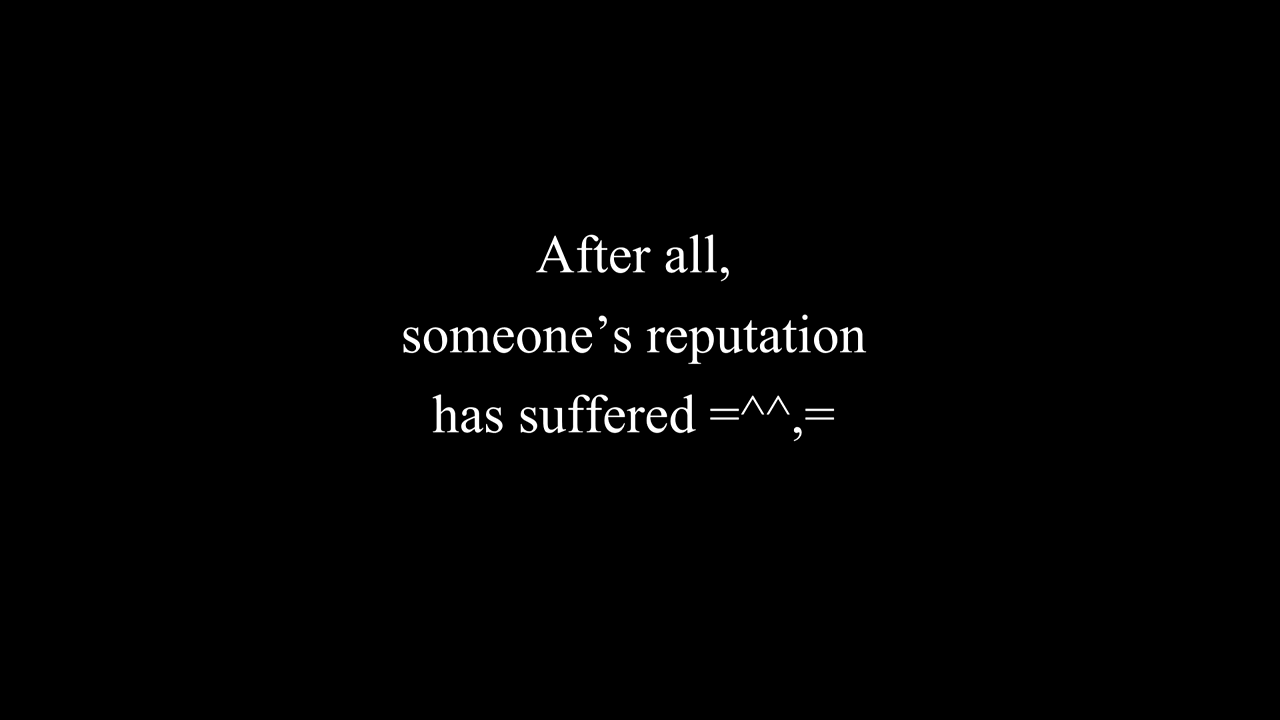 After all,
someone’s reputation
has suffered =^^,=